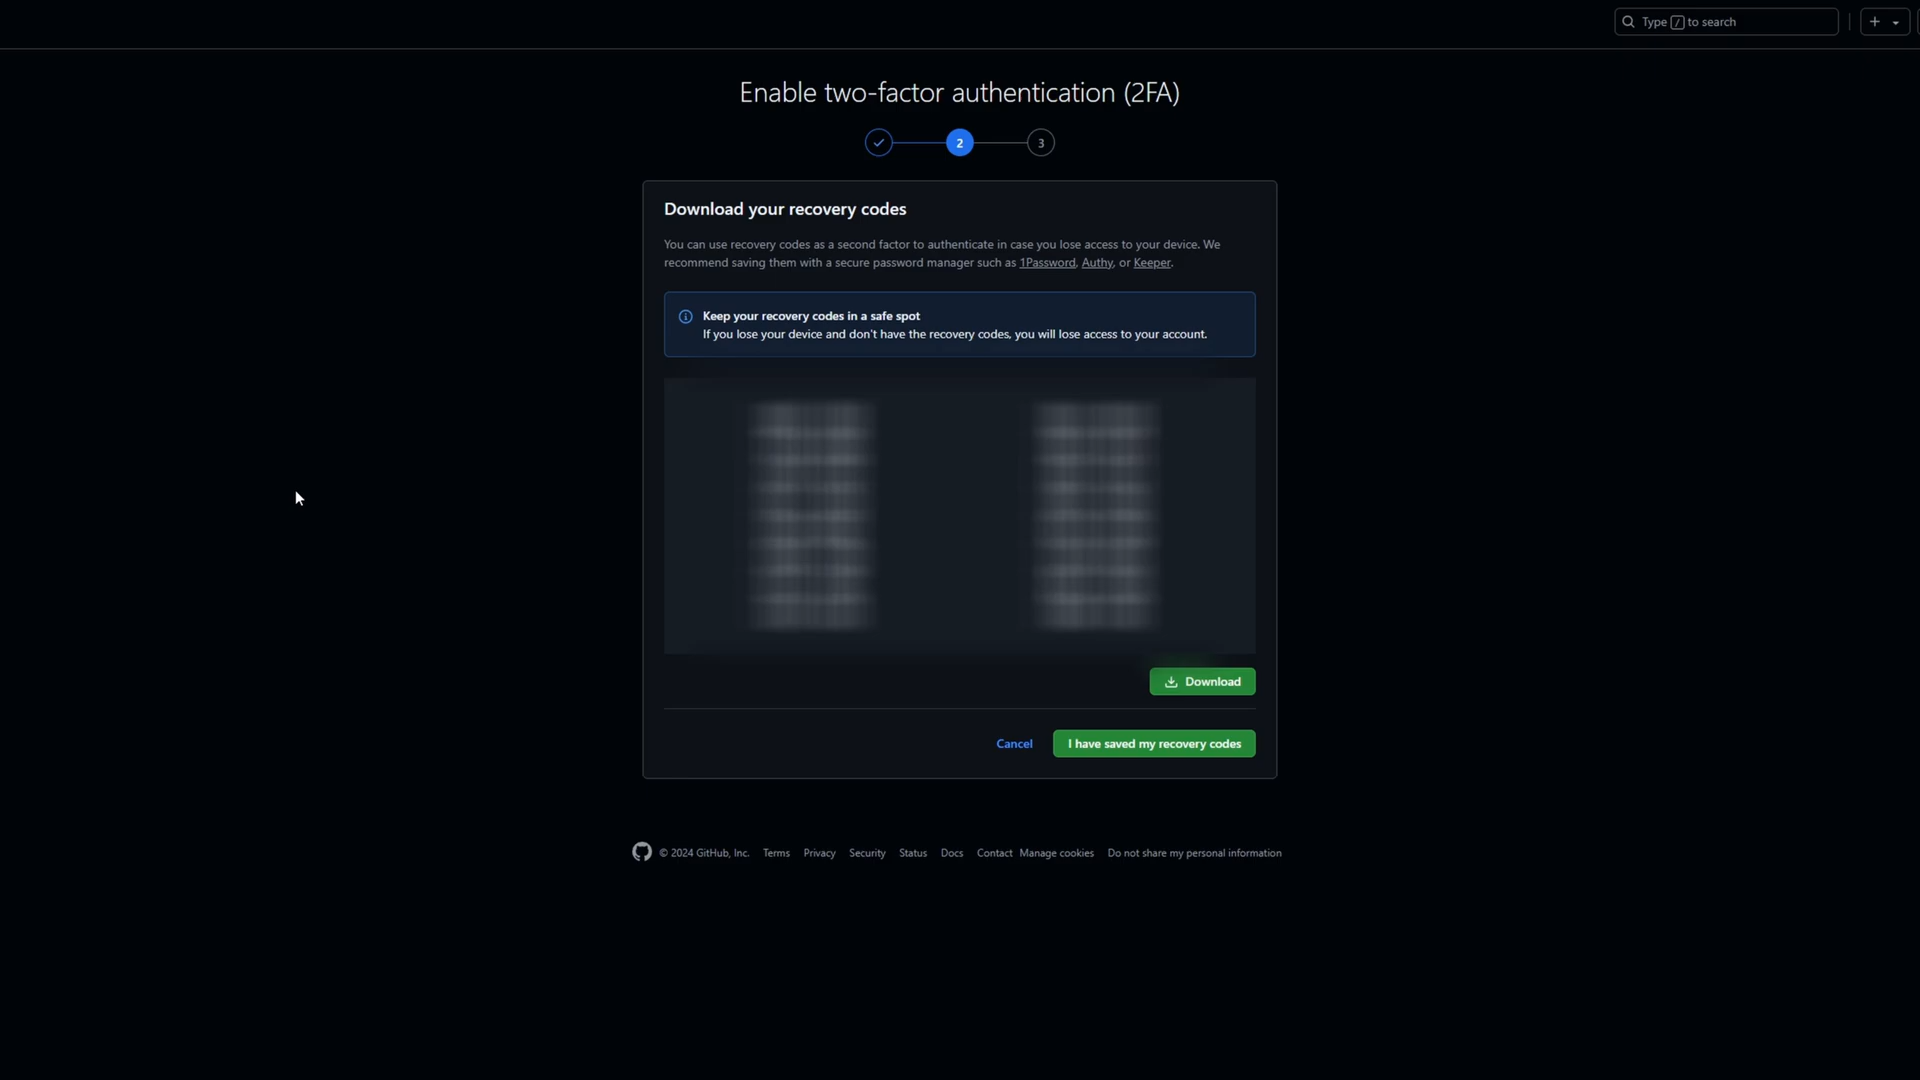 Type / to search
Enable two-factor authentication (2FA)
2
3
Download your recovery codes
You can use recovery codes as a second factor to authenticate in case you lose access to your device. We
recommend saving them with a secure password manager such as 1Password, Authy, or Keeper.
Keep your recovery codes in a safe spot
If you lose your device and don't have the recovery codes, you will lose access to your account.
Download
Cancel
I have saved my recovery codes
© 2024 GitHub, Inc. Terms Privacy Security Status Docs Contact Manage cookies Do not share my personal information